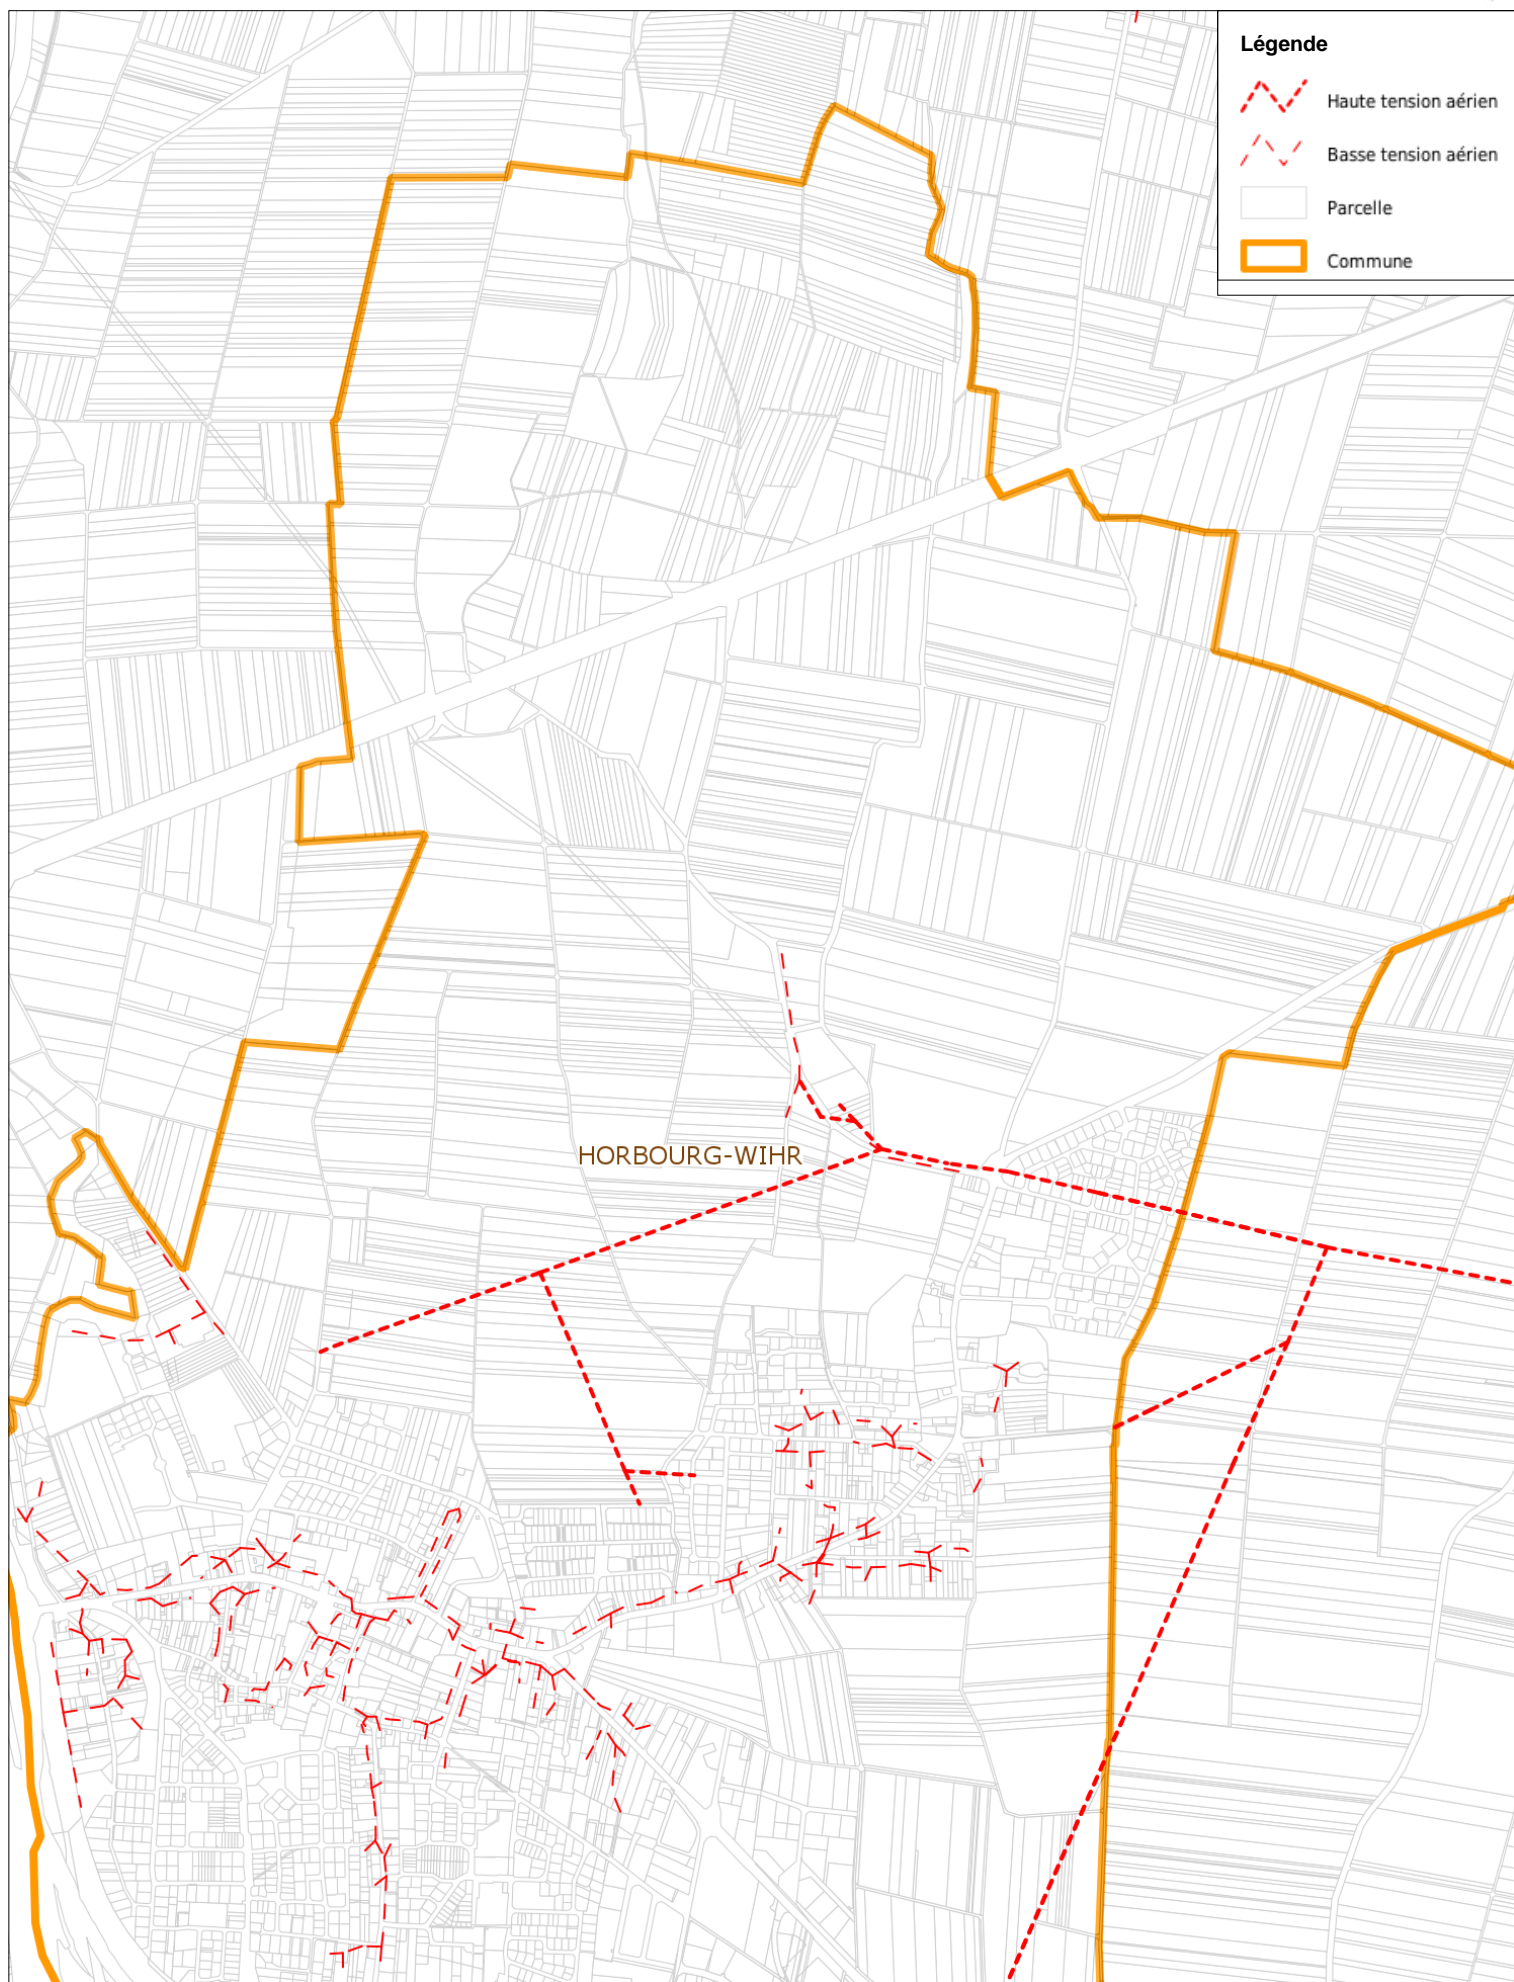 Légende
Haute tension aérien
Basse tension aérien
Parcelle
Commune
HORBOURG-WIHR